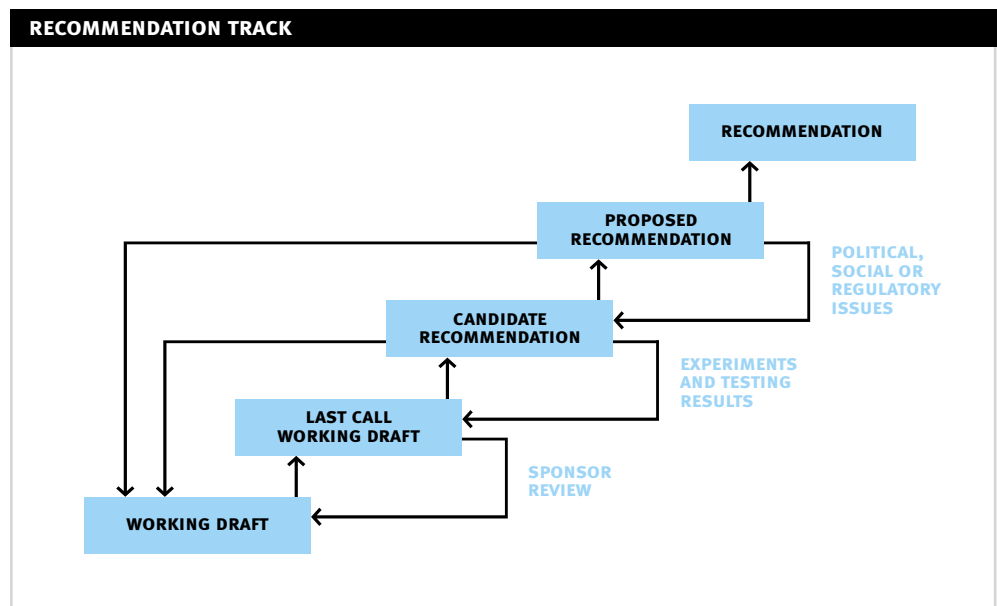 RECOMMENDATION TRACK
RECOMMENDATION
PROPOSED
RECOMMENDATION
POLITICAL,
SOCIAL OR
REGULATORY
ISSUES
CANDIDATE
RECOMMENDATION
EXPERIMENTS
AND TESTING
RESULTS
LAST CALL
WORKING DRAFT
SPONSOR
REVIEW
WORKING DRAFT